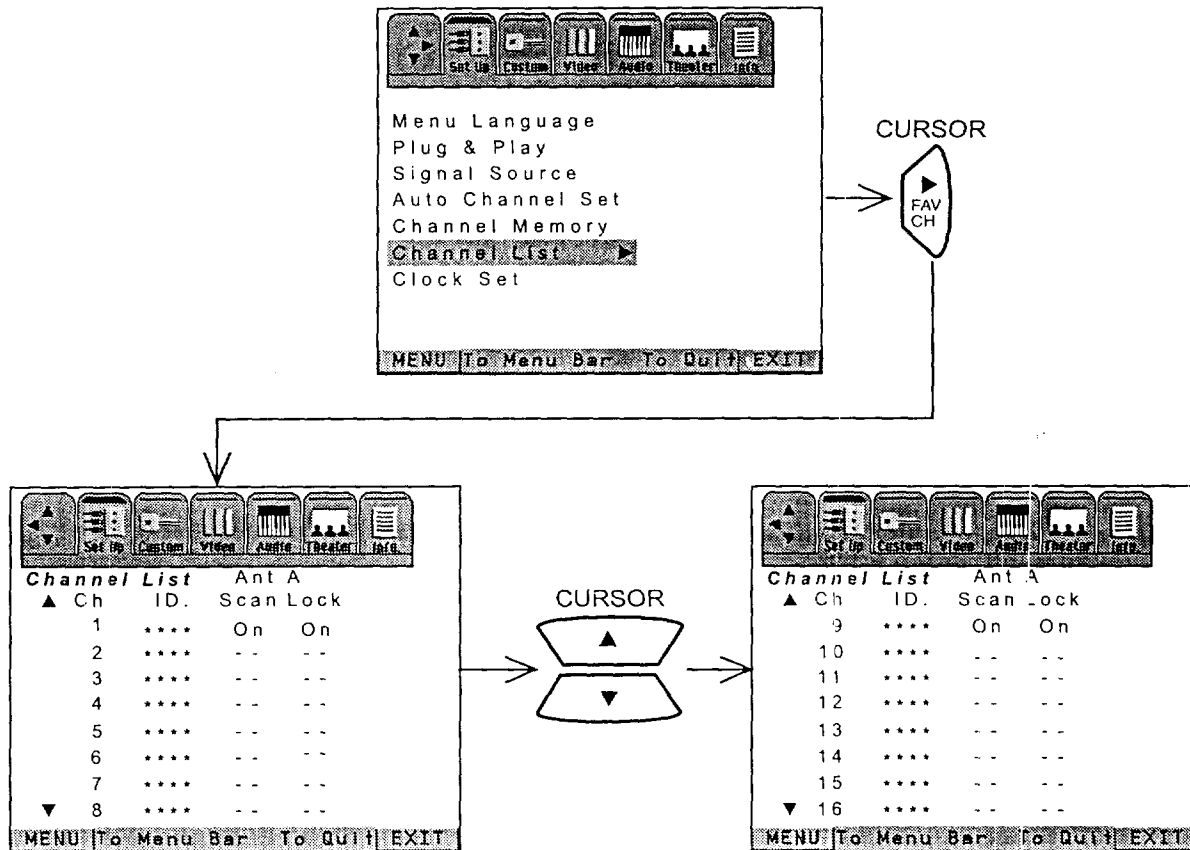 Set Up Custom Video Audio Theater Info
Menu Language
Plug & Play
Signal Source
Auto Channel Set
Channel Memory
Channel List ▶
Clock Set
MENU To Menu Bar To Quit EXIT
CURSOR
▶
FAV
CH
Set Up Custom Video Audio Theater Info
Channel List Ant A
▲ Ch ID. Scan Lock
1 **** On On
2 **** -- --
3 **** -- --
4 **** -- --
5 **** -- --
6 **** -- --
7 **** -- --
▼ 8 **** -- --
MENU To Menu Bar To Quit EXIT
CURSOR
▲
▼
Set Up Custom Video Audio Theater Info
Channel List Ant A
▲ Ch ID. Scan Lock
9 **** On On
10 **** -- --
11 **** -- --
12 **** -- --
13 **** -- --
14 **** -- --
15 **** -- --
▼ 16 **** -- --
MENU To Menu Bar To Quit EXIT